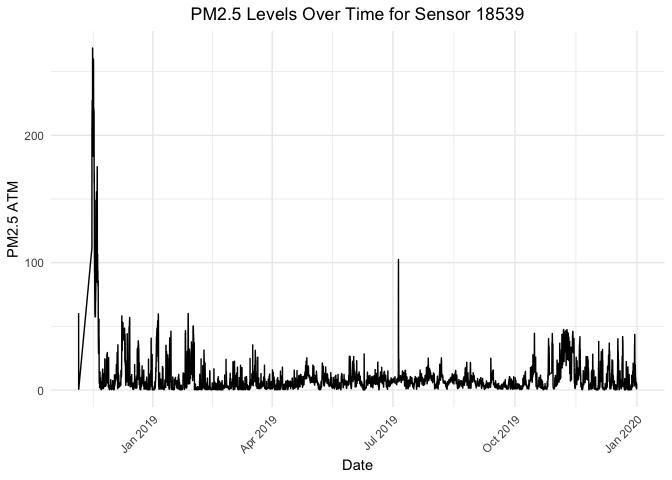 PM2.5 Levels Over Time for Sensor 18539
200
100
0
PM2.5 ATM
Jan 2019
Apr 2019
Jul 2019
Oct 2019
Jan 2020
Date